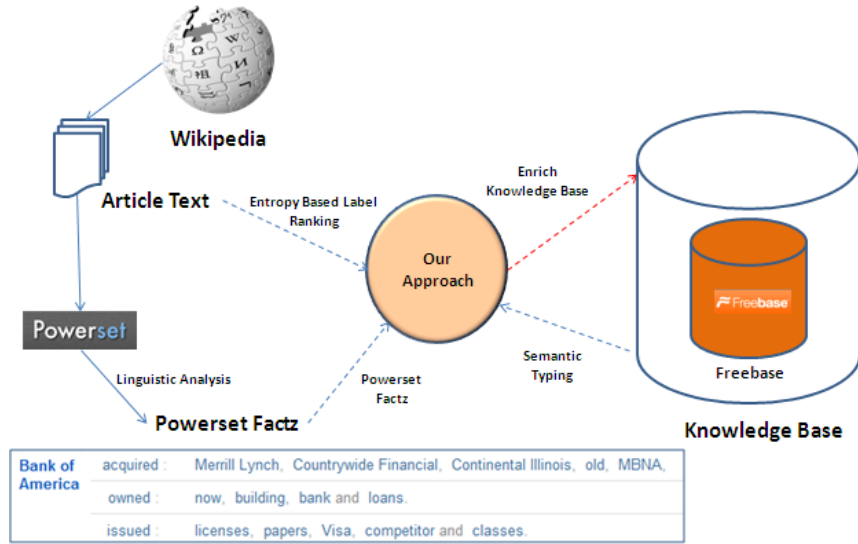 Wikipedia
Article Text
Entropy Based Label
Ranking
Enrich
Knowledge Base
Our
Approach
Freebase
Freebase
Powerset
Linguistic Analysis
Powerset
Factz
Semantic
Typing
Powerset Factz
Knowledge Base
Bank of
America
acquired : Merrill Lynch, Countrywide Financial, Continental Illinois, old, MBNA,
owned : now, building, bank and loans.
issued : licenses, papers, Visa, competitor and classes.